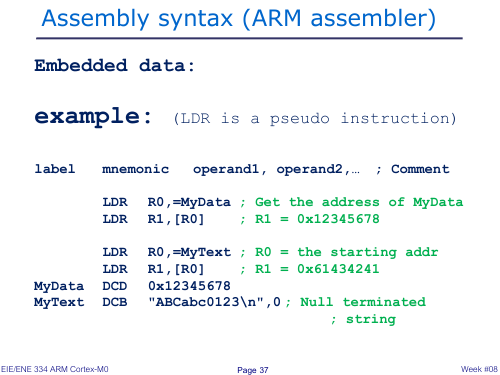 Assembly syntax (ARM assembler)
Embedded data:
example: (LDR is a pseudo instruction)
label mnemonic operand1, operand2,… ; Comment
LDR R0,=MyData ; Get the address of MyData
LDR R1,[R0] ; R1 = 0x12345678
LDR R0,=MyText ; R0 = the starting addr
LDR R1,[R0] ; R1 = 0x61434241
MyData DCD 0x12345678
MyText DCB "ABCabc0123\n",0 ; Null terminated
; string
EIE/ENE 334 ARM Cortex-M0 Page 37 Week #08